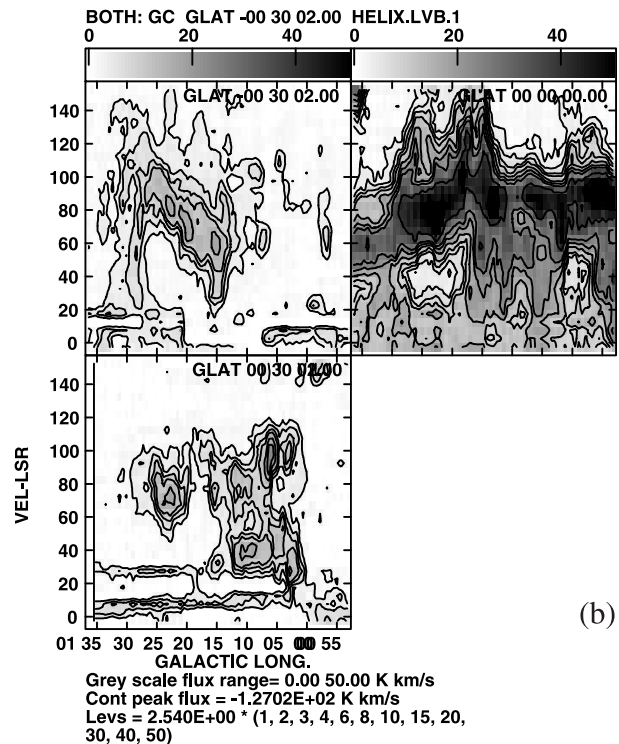 BOTH: GC GLAT -00 30 02.00 HELIX.LVB.1
0 20 40 0 20 40
GLAT -00 30 02.00
GLAT 00 00 00.00
140
120
100
80
60
40
20
0
GLAT 00 30 02.00
140
120
100
80
60
40
20
0
VEL-LSR
01 35 30 25 20 15 10 05 00 55
GALACTIC LONG.
(b)
Grey scale flux range= 0.00 50.00 K km/s
Cont peak flux = -1.2702E+02 K km/s
Levs = 2.540E+00 * (1, 2, 3, 4, 6, 8, 10, 15, 20,
30, 40, 50)